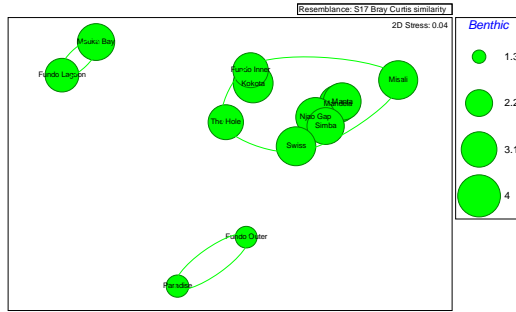 Resemblance: S17 Bray Curtis similarity
2D Stress: 0.04
Benthic
1.3
2.2
3.1
4
Msuka Bay
Fundo Lagoon
Fundo Inner
Kokota
Misali
Manta
The Hole
Njao Gap
Simba
Swiss
Fundo Outer
Paradise